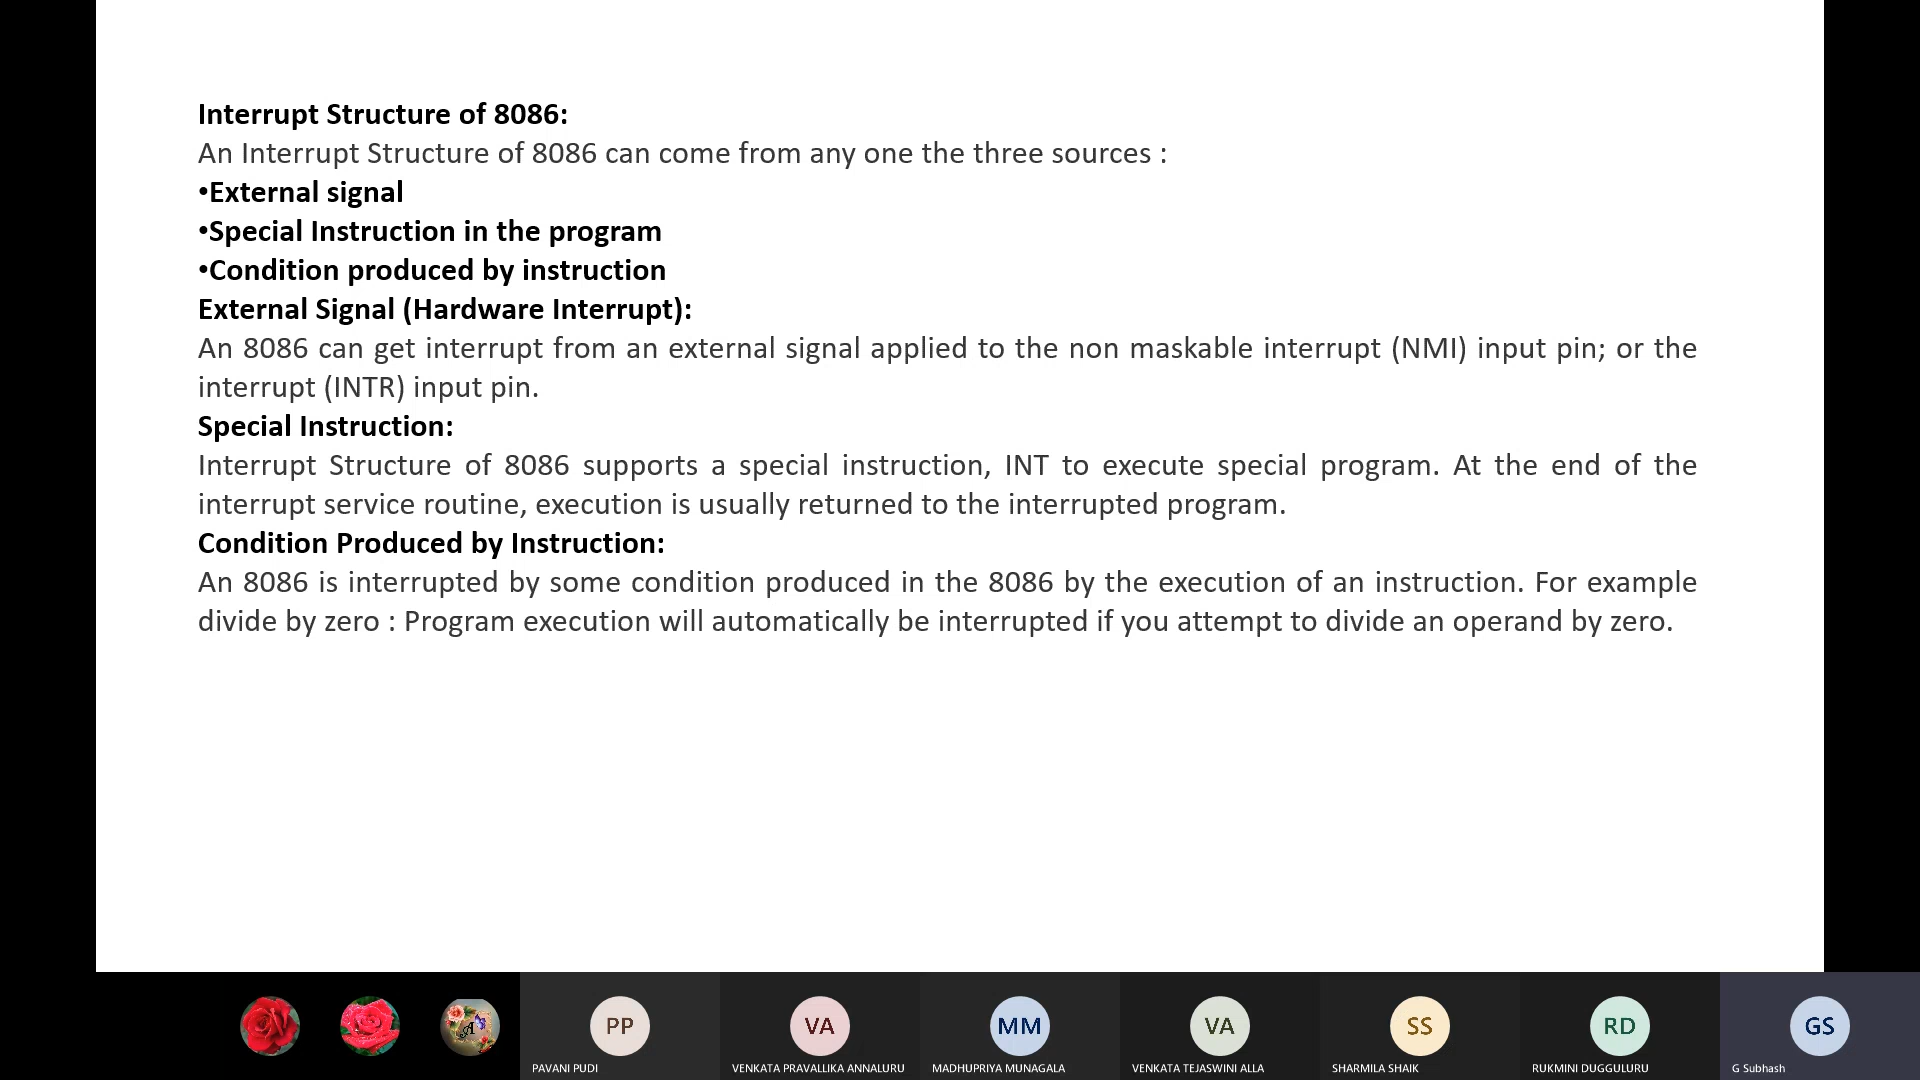 Interrupt Structure of 8086:
An Interrupt Structure of 8086 can come from any one the three sources :
•External signal
•Special Instruction in the program
•Condition produced by instruction
External Signal (Hardware Interrupt):
An 8086 can get interrupt from an external signal applied to the non maskable interrupt (NMI) input pin; or the
interrupt (INTR) input pin.
Special Instruction:
Interrupt Structure of 8086 supports a special instruction, INT to execute special program. At the end of the
interrupt service routine, execution is usually returned to the interrupted program.
Condition Produced by Instruction:
An 8086 is interrupted by some condition produced in the 8086 by the execution of an instruction. For example
divide by zero : Program execution will automatically be interrupted if you attempt to divide an operand by zero.
A
PP
VA
MM
VA
SS
RD
GS
PAVANI PUDI
VENKATA PRAVALLIKA ANNALURU
MADHUPRIYA MUNAGALA
VENKATA TEJASWINI ALLA
SHARMILA SHAIK
RUKMINI DUGGULURU
G Subhash